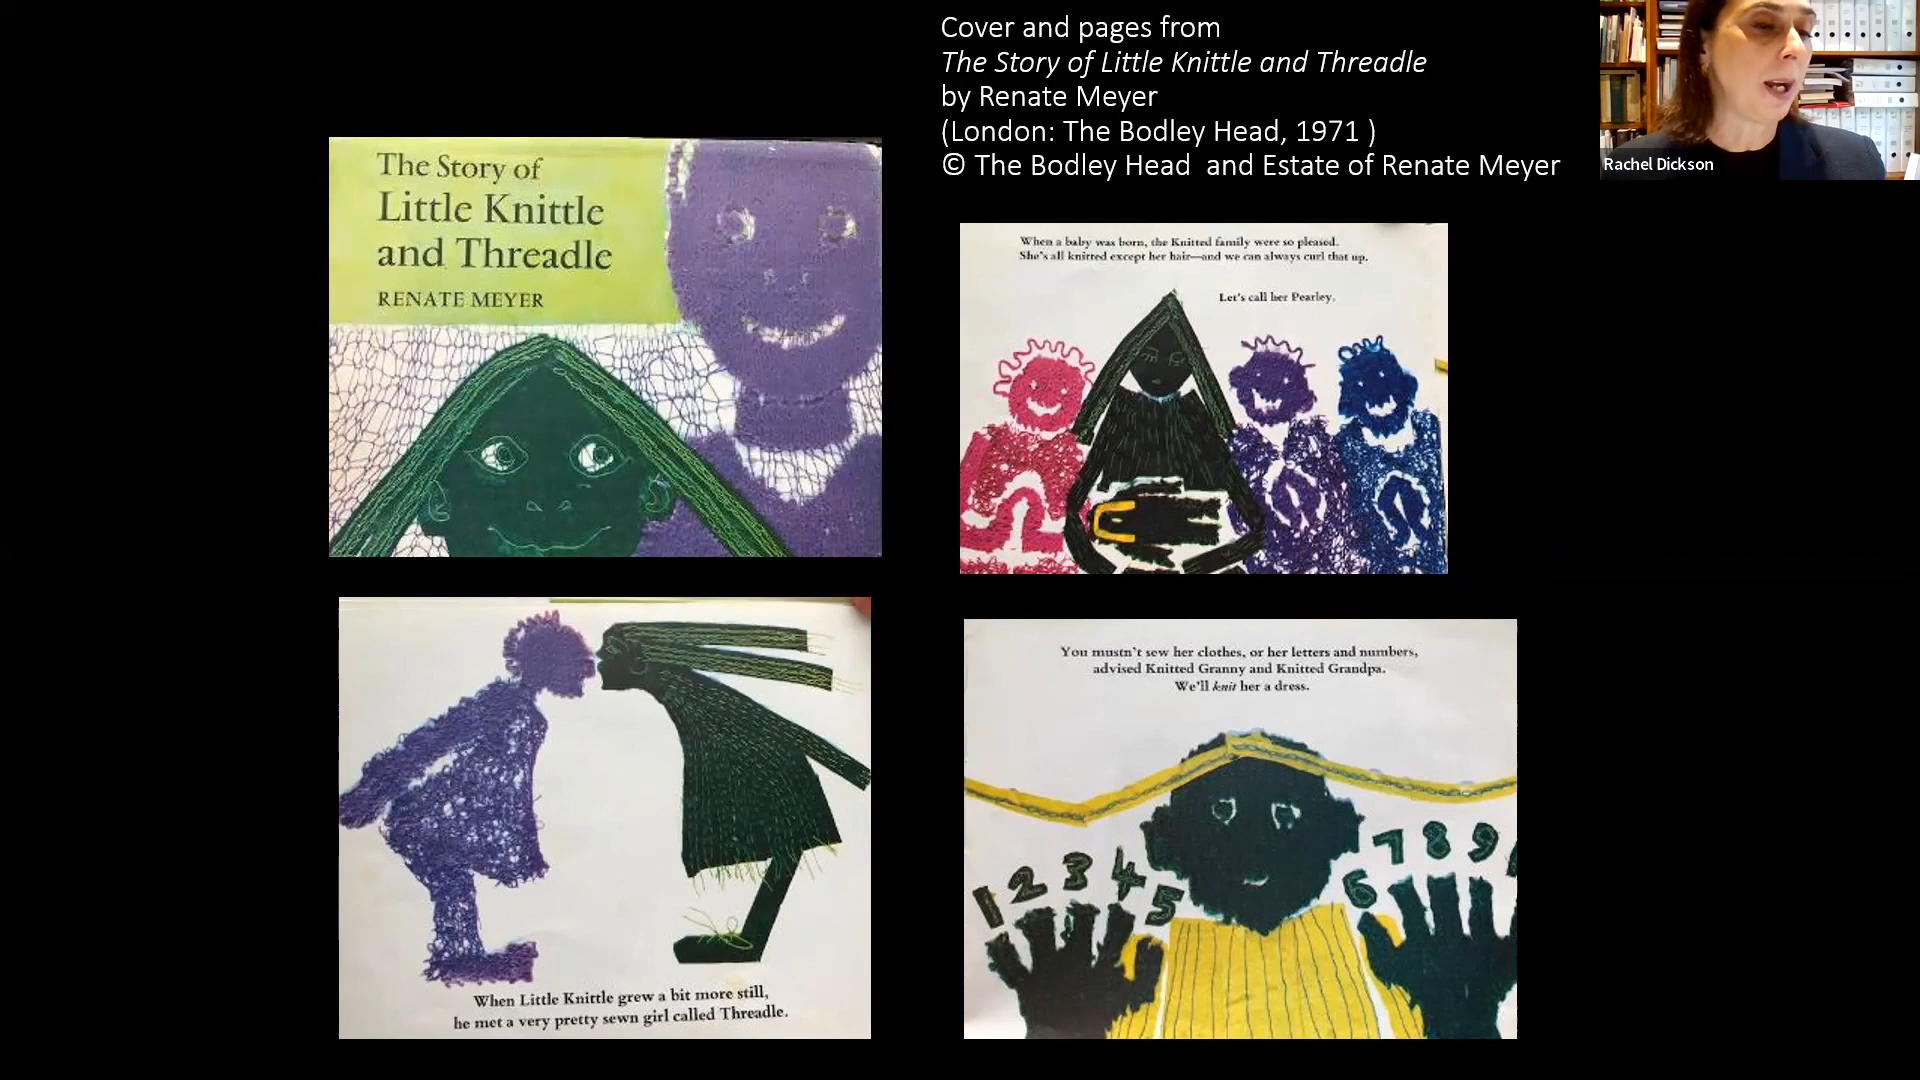 Cover and pages from
The Story of Little Knittle and Threadle
by Renate Meyer
(London: The Bodley Head, 1971 )
© The Bodley Head and Estate of Renate Meyer
Rachel Dickson
The Story of
Little Knittle
and Threadle
RENATE MEYER
When a baby was born, the Knitted family were so pleased.
She's all knitted except her hair—and we can always curl that up.
Let's call her Pearley.
When Little Knittle grew a bit more still,
he met a very pretty sewn girl called Threadle.
You mustn't sew her clothes, or her letters and numbers,
advised Knitted Granny and Knitted Grandpa.
We'll knit her a dress.
1 2 3 4 5 6 7 8 9